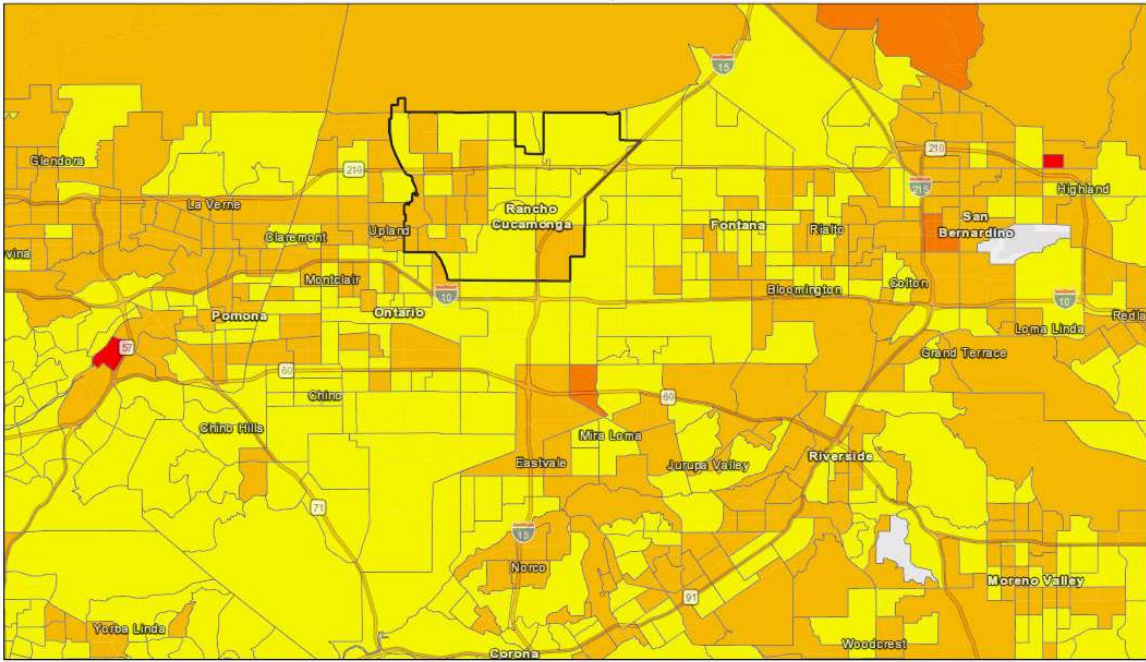 15
Glendora
210
210
Highland
La Verne
215
Rancho
Cucamonga
San
Bernardino
Upland
Claremont
Fontana
Rialto
vina
Montclair
Bloomington
Colton
10
10
Pomona
Ontario
Loma Linda
Redla
57
Grand Terrace
60
60
Chino
Chino Hills
Mira Loma
Eastvale
Jurupa Valley
Riverside
71
15
Norco
Moreno Valley
91
Yorba Linda
Woodcrest
Corona